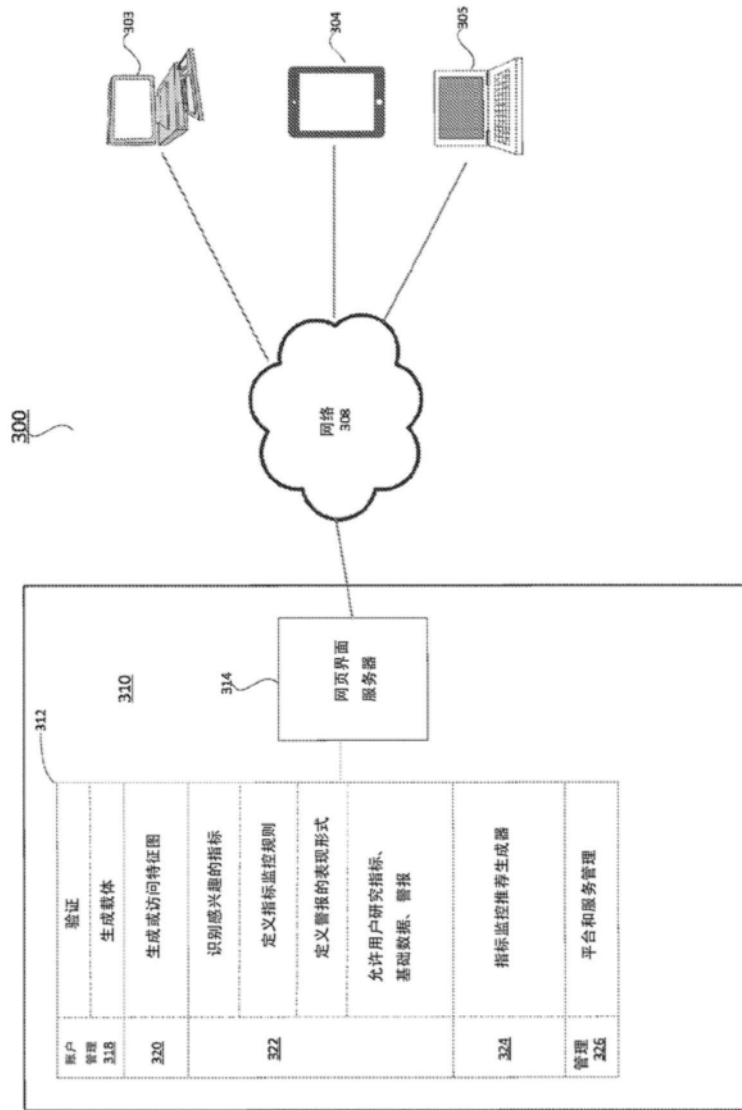 300
303
304
305
网络
308
310
312
314
网页界面
服务器
账户
管理 318
验证
生成载体
320
生成或访问特征图
322
识别感兴趣的指标
定义指标监控规则
定义警报的表现形式
允许用户研究指标、
基础数据、警报
324
指标监控推荐生成器
管理
326
平台和服务管理